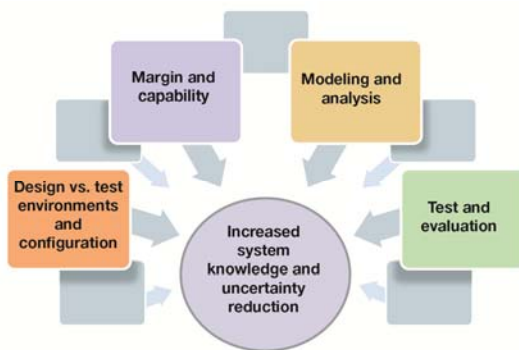 Margin and
capability
Modeling and
analysis
Design vs. test
environments
and
configuration
Test and
evaluation
Increased
system
knowledge and
uncertainty
reduction